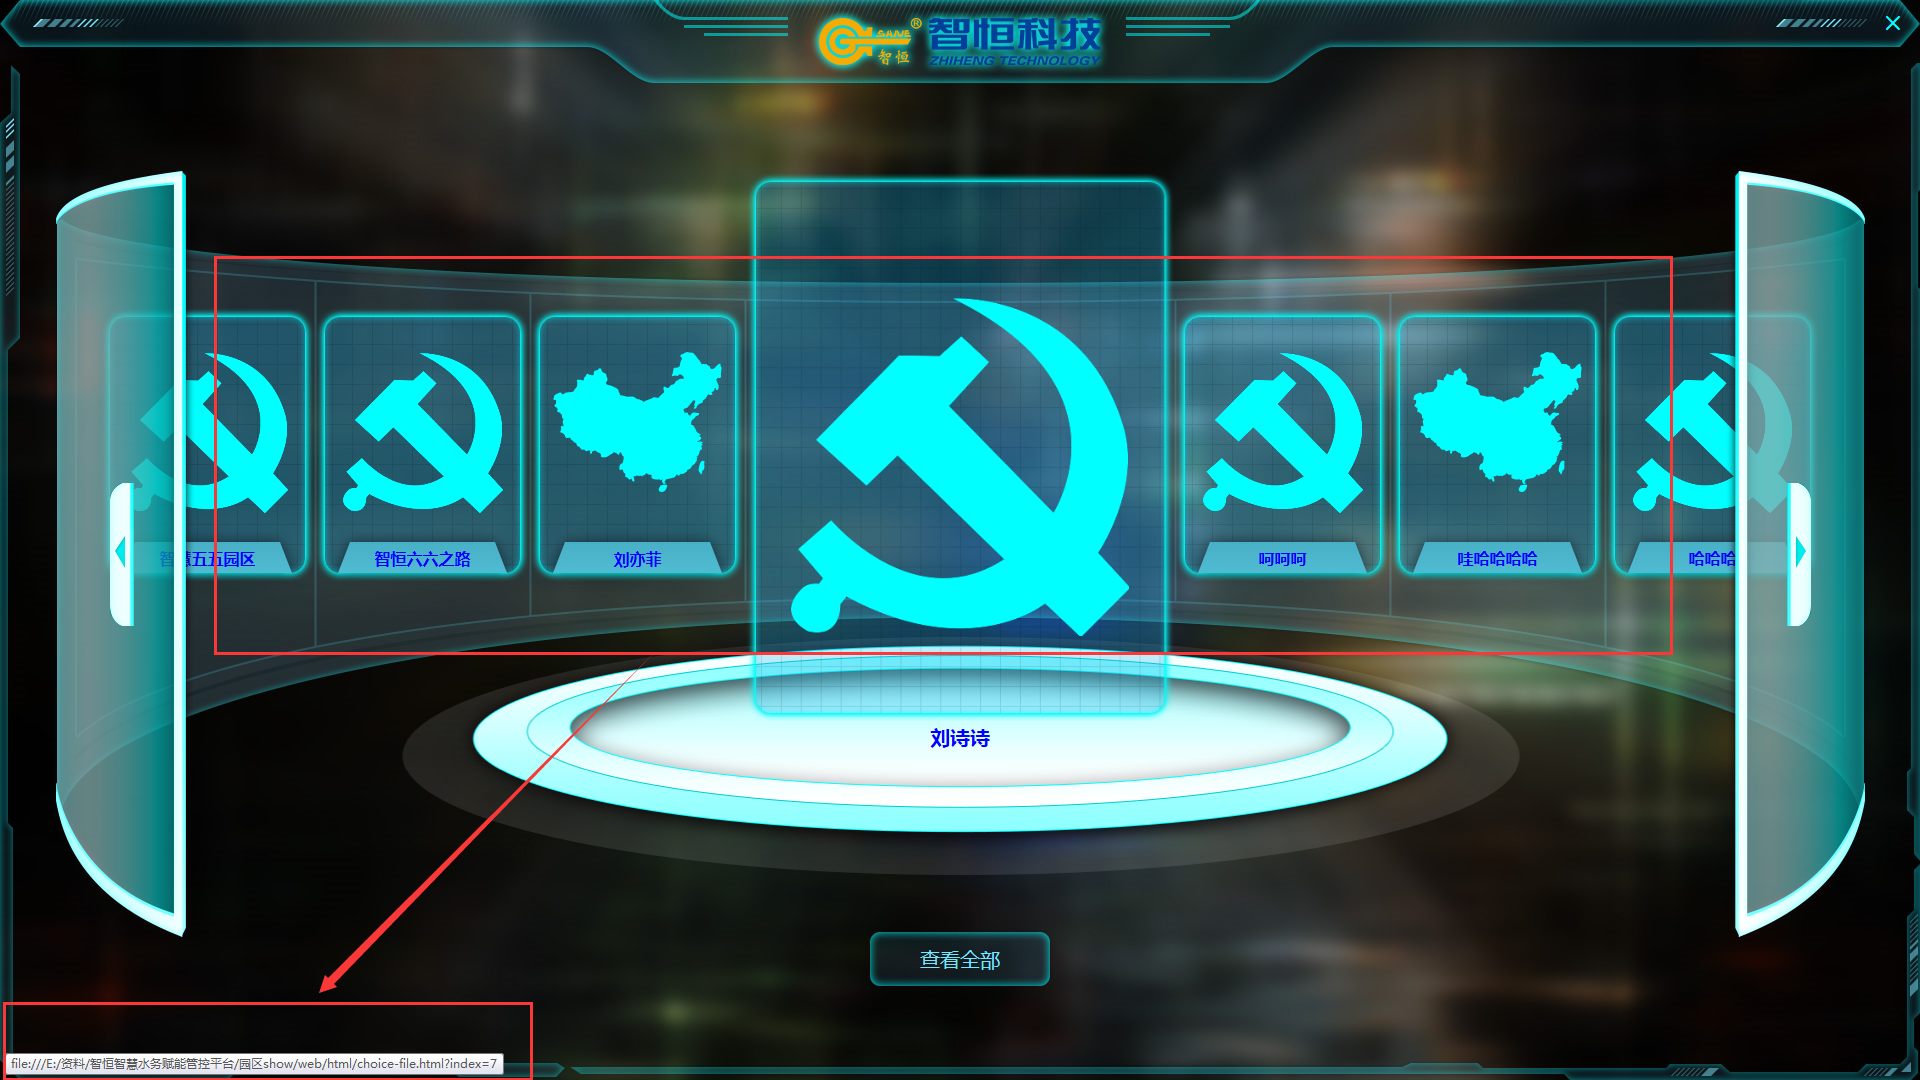 SAIVE®
智恒
智恒科技
ZHIHENG TECHNOLOGY
智慧五五园区
智恒六六之路
刘亦菲
呵呵呵
哇哈哈哈哈
哈哈哈
刘诗诗
查看全部
file:///E:/资料/智恒智慧水务赋能管控平台/园区show/web/html/choice-file.html?index=7